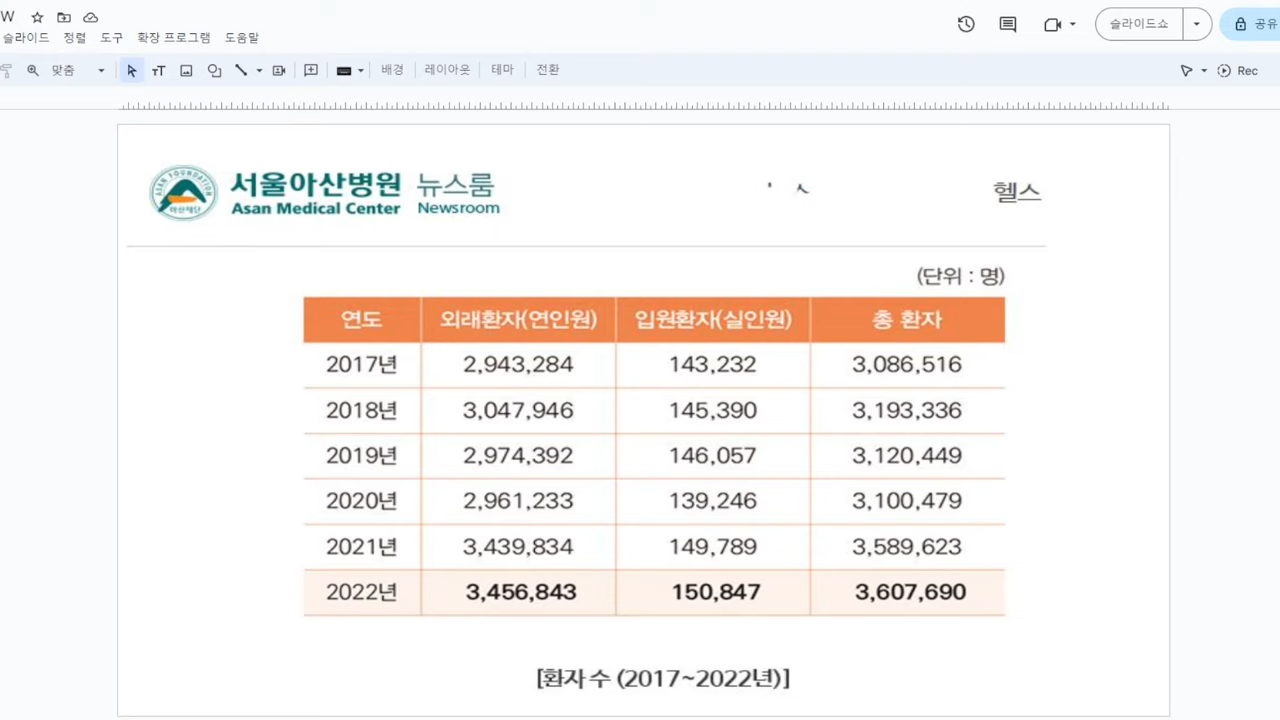 W
슬라이드 정렬 도구 확장 프로그램 도움말
슬라이드쇼
공유
맞춤 배경 레이아웃 테마 전환 Rec
서울아산병원 뉴스룸
Asan Medical Center Newsroom
헬스
(단위 : 명)
연도 외래환자(연인원) 입원환자(실인원) 총 환자
2017년 2,943,284 143,232 3,086,516
2018년 3,047,946 145,390 3,193,336
2019년 2,974,392 146,057 3,120,449
2020년 2,961,233 139,246 3,100,479
2021년 3,439,834 149,789 3,589,623
2022년 3,456,843 150,847 3,607,690
[환자 수 (2017~2022년)]